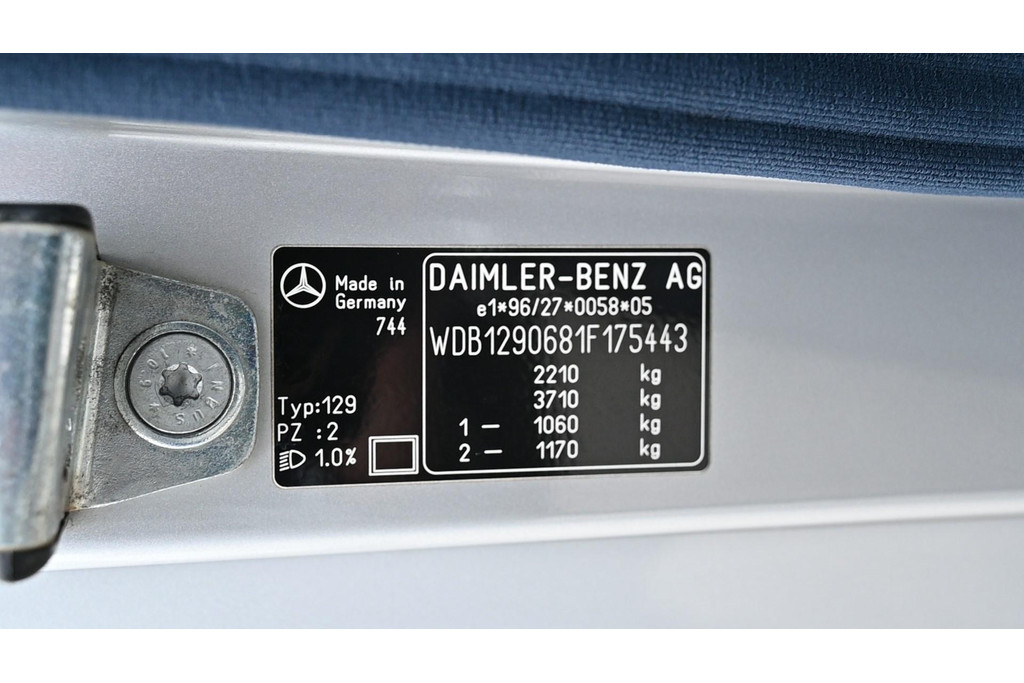 Made in
Germany
744
Typ:129
PZ :2
1.0%
DAIMLER-BENZ AG
e1*96/27*0058*05
WDB1290681F175443
2210 kg
3710 kg
1 — 1060 kg
2 — 1170 kg
INBUS